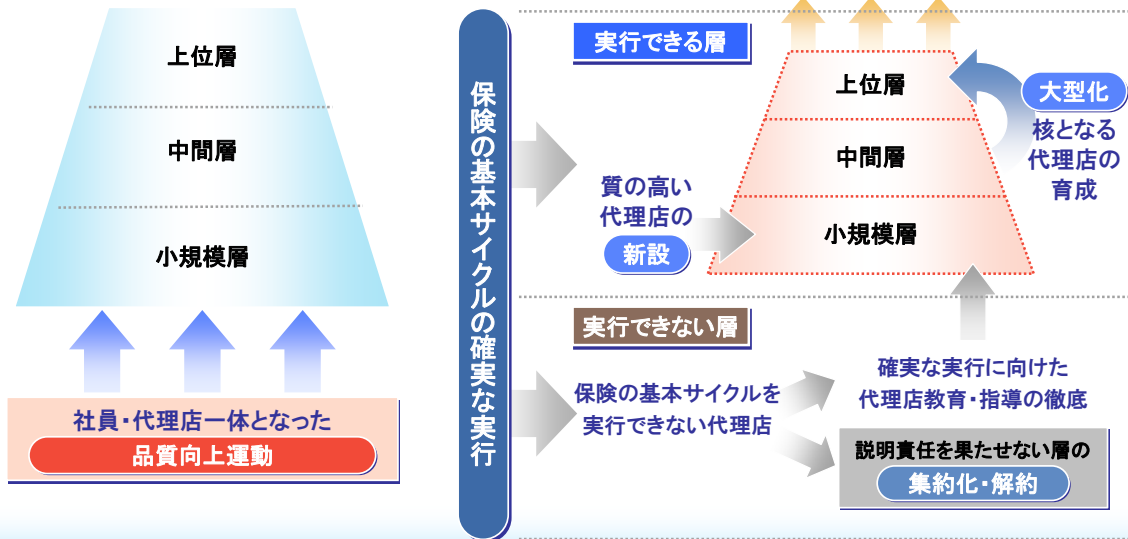 上位層
中間層
小規模層
社員・代理店一体となった
品質向上運動
保険の基本サイクルの確実な実行
実行できる層
上位層
中間層
小規模層
大型化
核となる
代理店の
育成
質の高い
代理店の
新設
実行できない層
保険の基本サイクルを
実行できない代理店
確実な実行に向けた
代理店教育・指導の徹底
説明責任を果たせない層の
集約化・解約